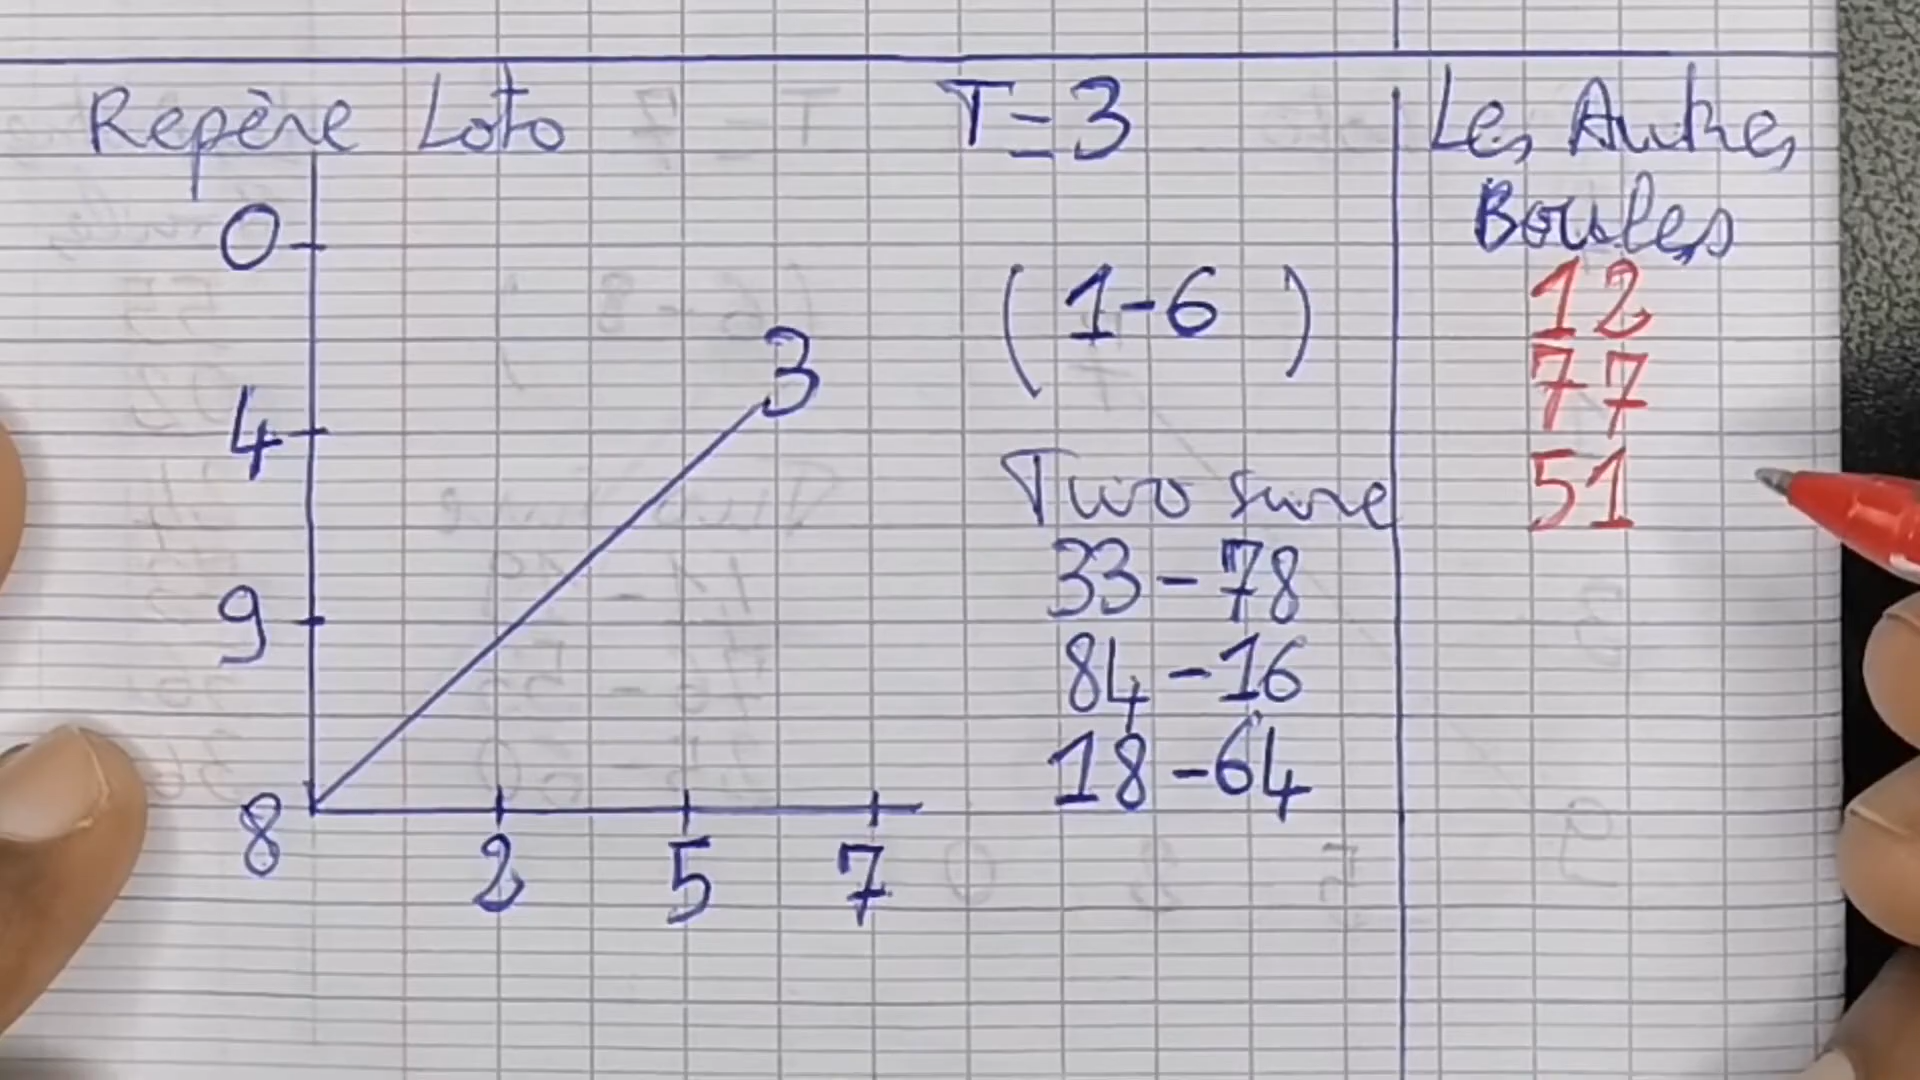 Repère Loto
T=3
0
4
9
8
3
2 5 7
(1-6)
Two sure
33-78
84-16
18-64
Les Autres
Boules
12
77
51